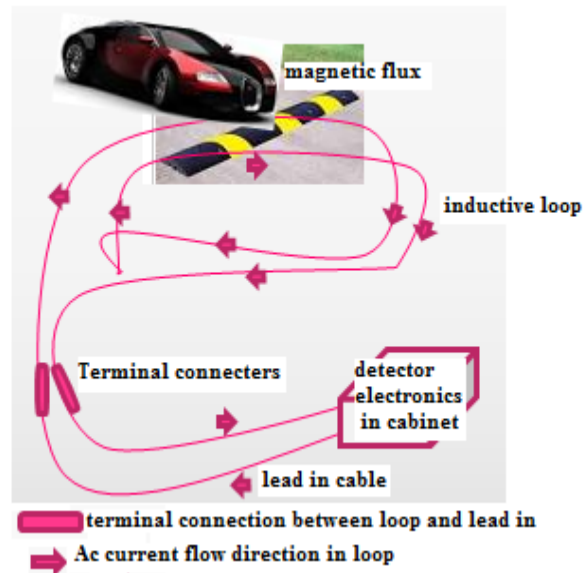 magnetic flux
inductive loop
Terminal connecters
detector
electronics
in cabinet
lead in cable
terminal connection between loop and lead in
Ac current flow direction in loop